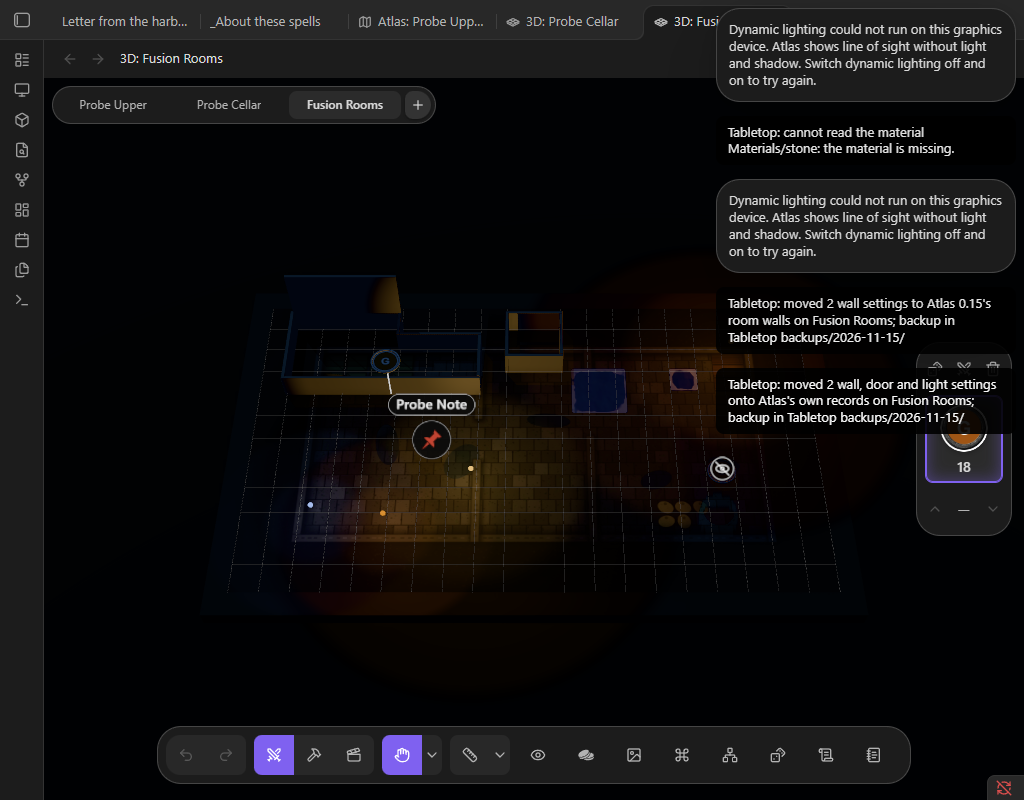 Letter from the harb...
_About these spells
Atlas: Probe Upp...
3D: Probe Cellar
3D: Fusi
3D: Fusion Rooms
Probe Upper
Probe Cellar
Fusion Rooms
Dynamic lighting could not run on this graphics
device. Atlas shows line of sight without light
and shadow. Switch dynamic lighting off and
on to try again.
Tabletop: cannot read the material
Materials/stone: the material is missing.
Dynamic lighting could not run on this graphics
device. Atlas shows line of sight without light
and shadow. Switch dynamic lighting off and
on to try again.
Tabletop: moved 2 wall settings to Atlas 0.15's
room walls on Fusion Rooms; backup in
Tabletop backups/2026-11-15/
Tabletop: moved 2 wall, door and light settings
onto Atlas's own records on Fusion Rooms;
backup in Tabletop backups/2026-11-15/
G
Probe Note
18